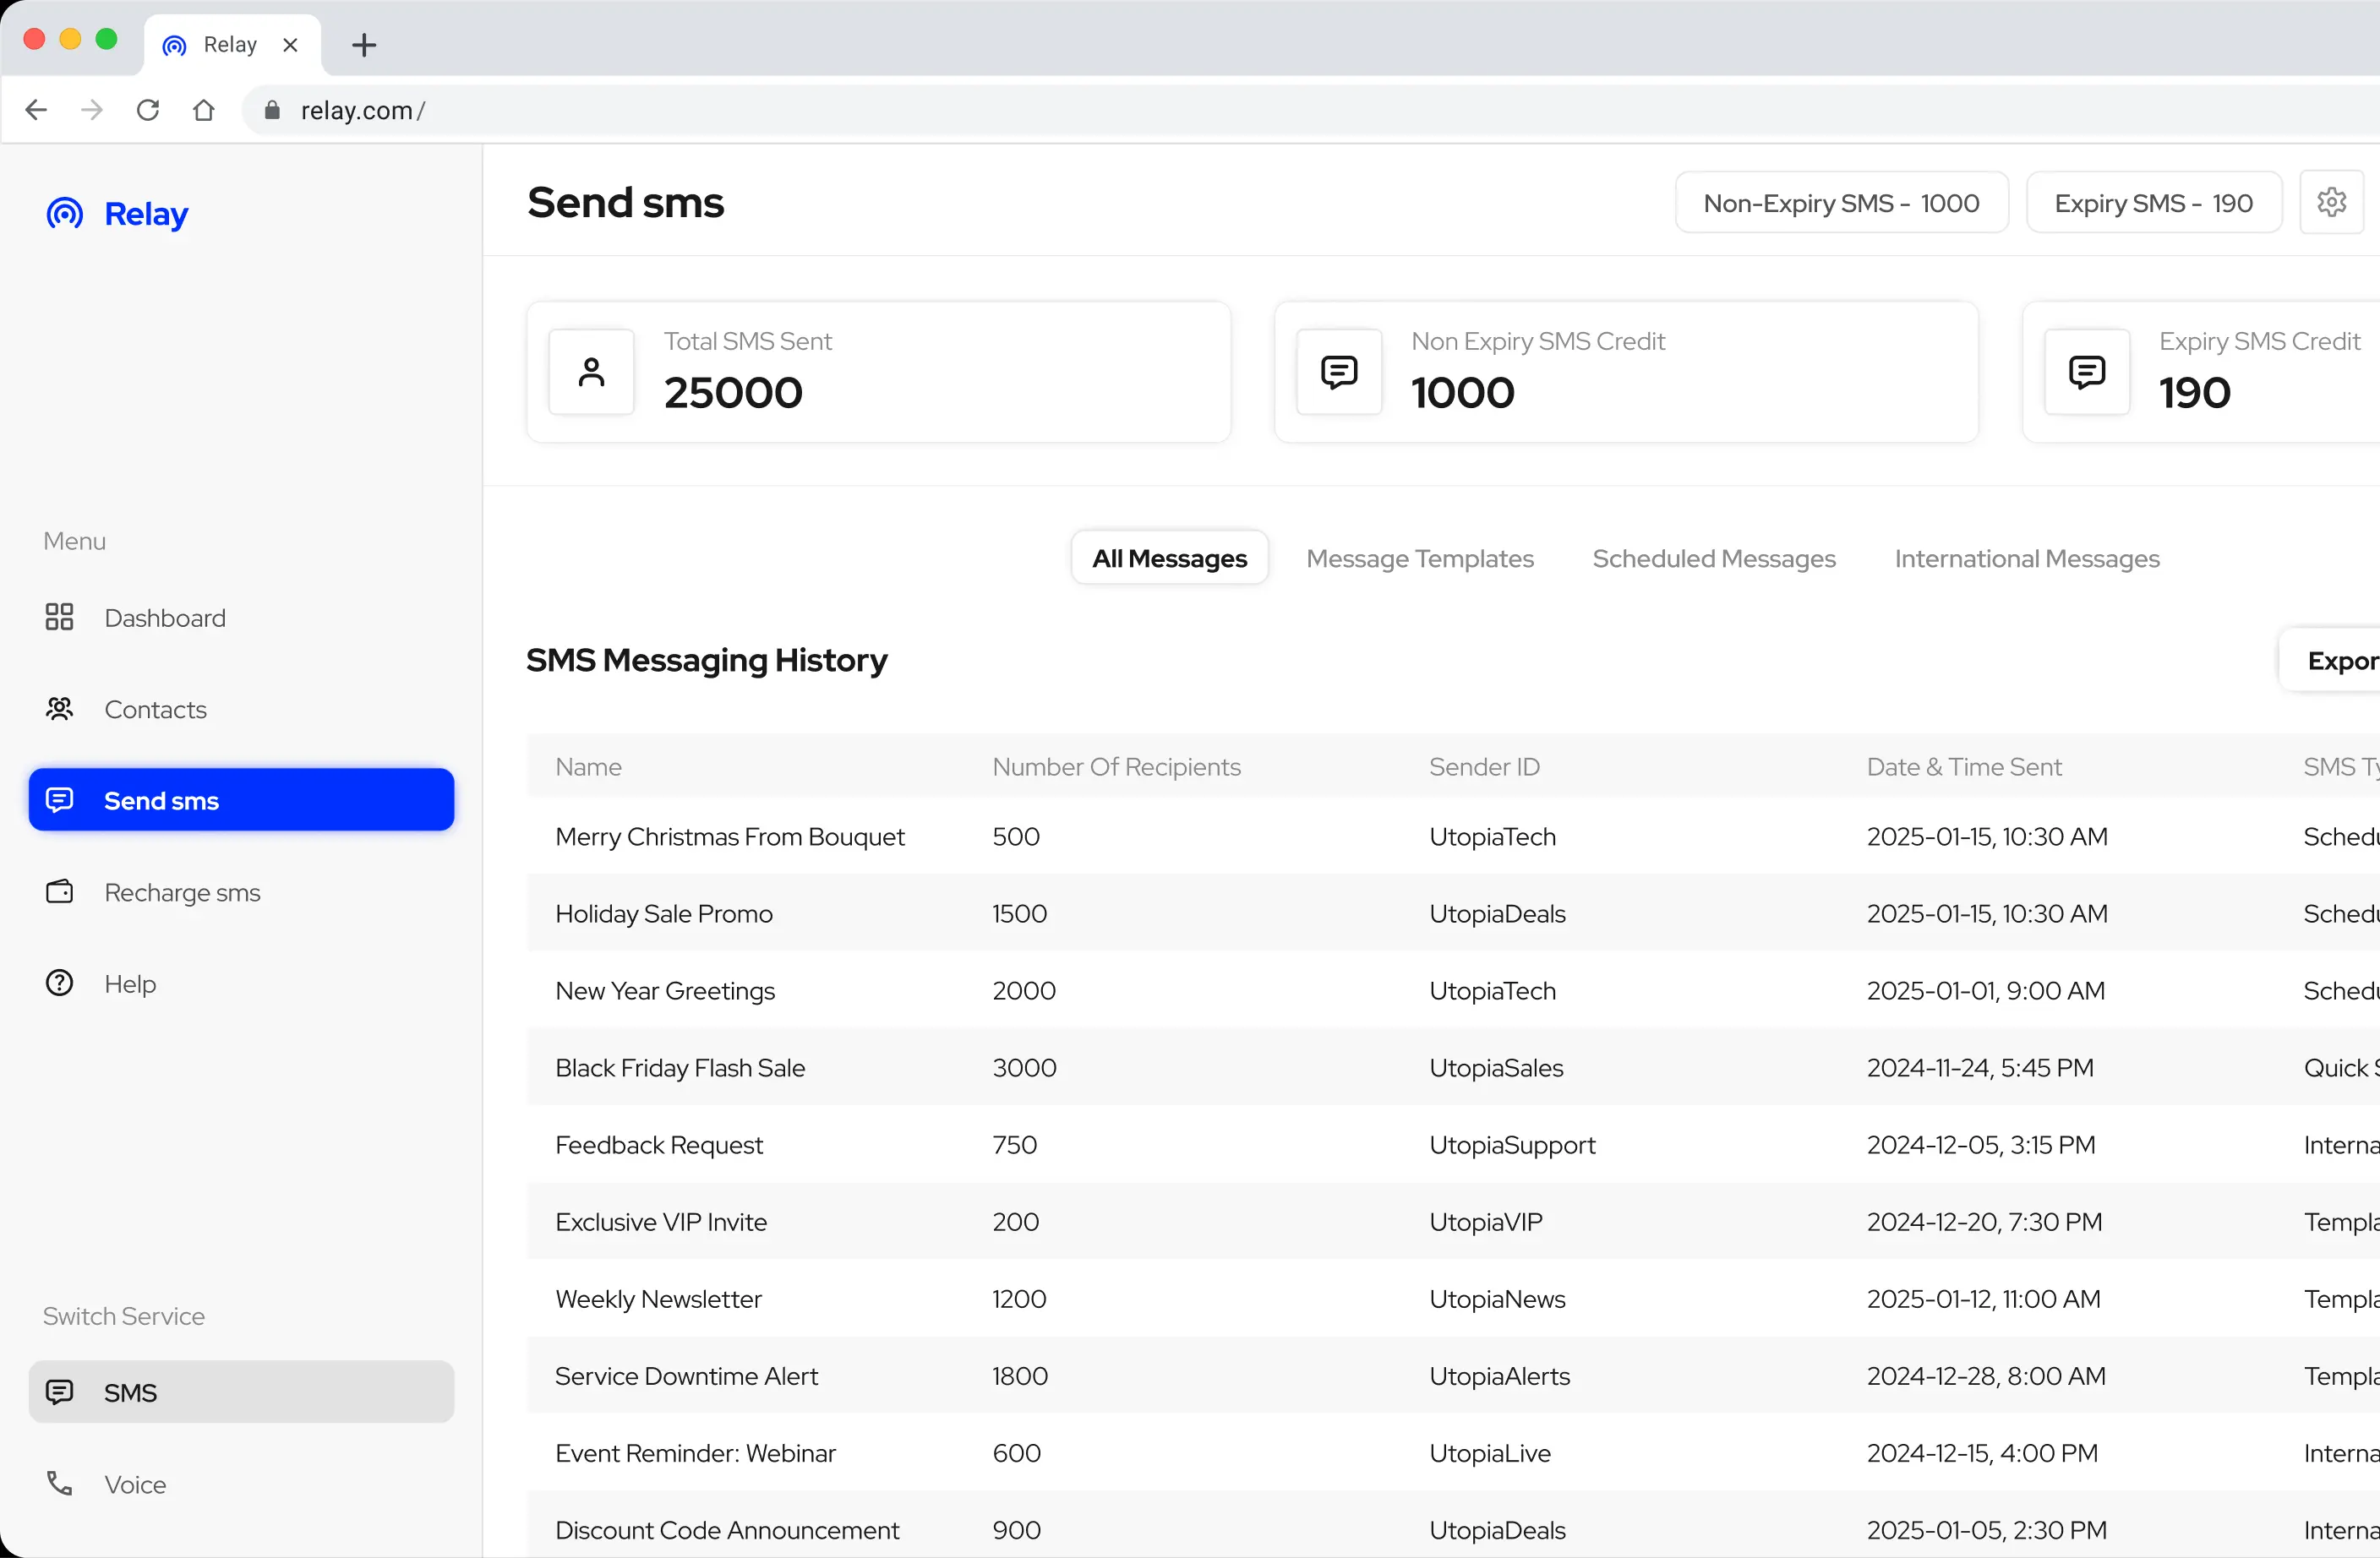 Relay
relay.com/
Relay
Send sms
Non-Expiry SMS - 1000
Expiry SMS - 190
Total SMS Sent
25000
Non Expiry SMS Credit
1000
Expiry SMS Credit
190
Menu
Dashboard
Contacts
Send sms
Recharge sms
Help
Switch Service
SMS
Voice
All Messages Message Templates Scheduled Messages International Messages
SMS Messaging History
Expor
Name Number Of Recipients Sender ID Date & Time Sent SMS Ty
Merry Christmas From Bouquet 500 UtopiaTech 2025-01-15, 10:30 AM Schedu
Holiday Sale Promo 1500 UtopiaDeals 2025-01-15, 10:30 AM Schedu
New Year Greetings 2000 UtopiaTech 2025-01-01, 9:00 AM Schedu
Black Friday Flash Sale 3000 UtopiaSales 2024-11-24, 5:45 PM Quick S
Feedback Request 750 UtopiaSupport 2024-12-05, 3:15 PM Interna
Exclusive VIP Invite 200 UtopiaVIP 2024-12-20, 7:30 PM Templa
Weekly Newsletter 1200 UtopiaNews 2025-01-12, 11:00 AM Templa
Service Downtime Alert 1800 UtopiaAlerts 2024-12-28, 8:00 AM Templa
Event Reminder: Webinar 600 UtopiaLive 2024-12-15, 4:00 PM Interna
Discount Code Announcement 900 UtopiaDeals 2025-01-05, 2:30 PM Interna